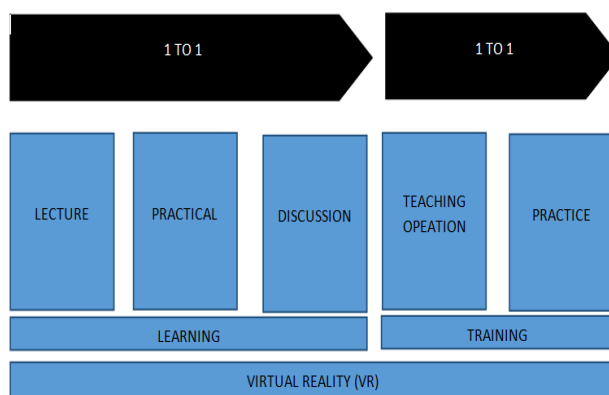 1 TO 1
1 TO 1
LECTURE
PRACTICAL
DISCUSSION
TEACHING
OPEATION
PRACTICE
LEARNING
TRAINING
VIRTUAL REALITY (VR)